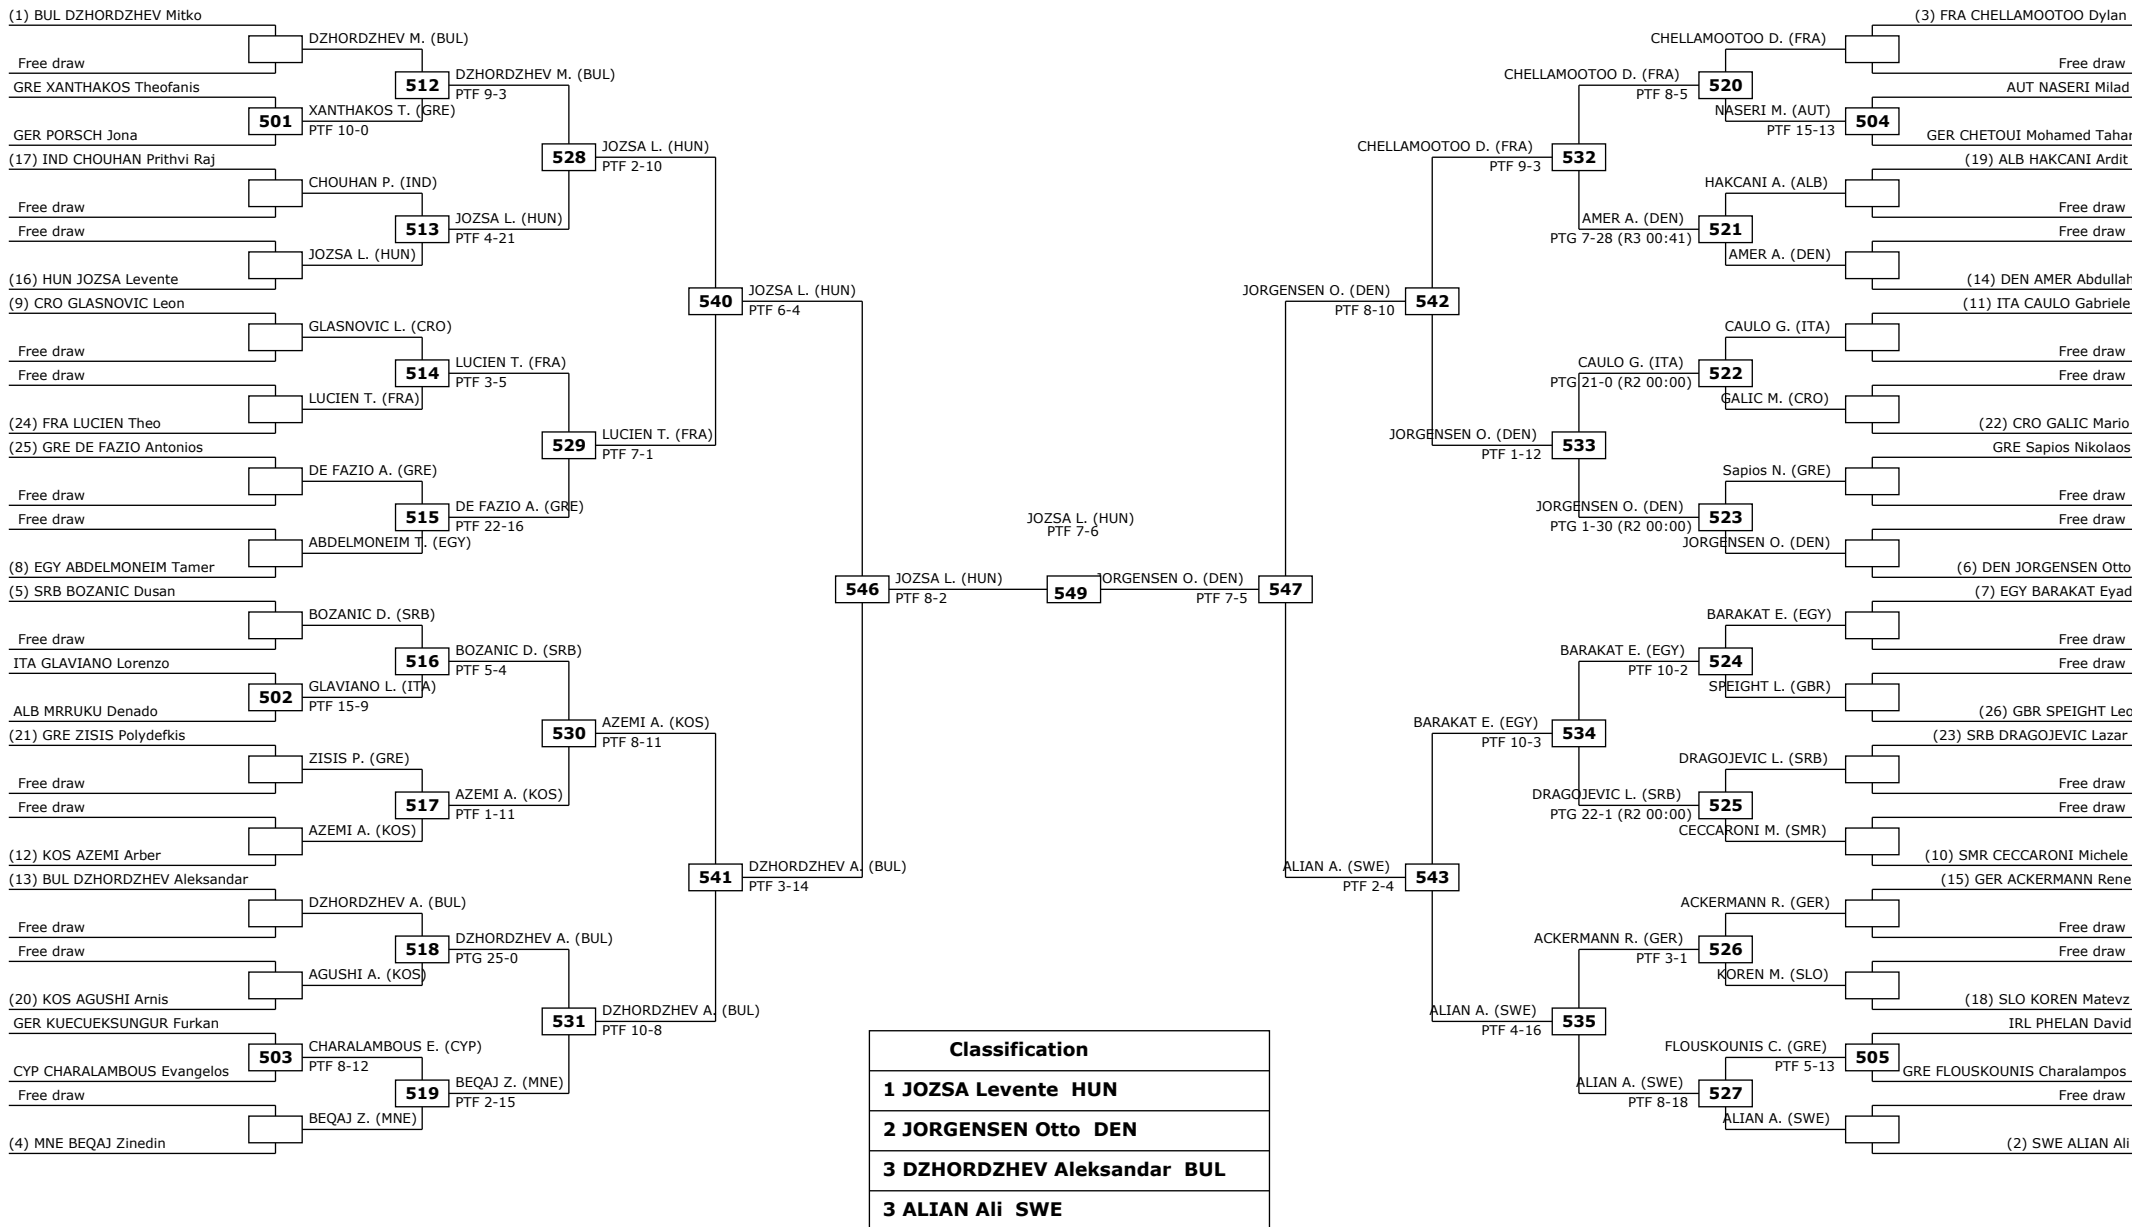 (1) BUL DZHORDZHEV Mitko
DZHORDZHEV M. (BUL)
Free draw
512
DZHORDZHEV M. (BUL)
PTF 9-3
GRE XANTHAKOS Theofanis
501
XANTHAKOS T. (GRE)
PTF 10-0
GER PORSCH Jona
528
JOZSA L. (HUN)
PTF 2-10
(17) IND CHOUHAN Prithvi Raj
CHOUHAN P. (IND)
Free draw
513
JOZSA L. (HUN)
PTF 4-21
Free draw
JOZSA L. (HUN)
(16) HUN JOZSA Levente
540
JOZSA L. (HUN)
PTF 6-4
(9) CRO GLASNOVIC Leon
GLASNOVIC L. (CRO)
Free draw
514
LUCIEN T. (FRA)
PTF 3-5
Free draw
LUCIEN T. (FRA)
(24) FRA LUCIEN Theo
529
LUCIEN T. (FRA)
PTF 7-1
(25) GRE DE FAZIO Antonios
DE FAZIO A. (GRE)
Free draw
515
DE FAZIO A. (GRE)
PTF 22-16
Free draw
ABDELMONEIM T. (EGY)
(8) EGY ABDELMONEIM Tamer
546
JOZSA L. (HUN)
PTF 8-2
(5) SRB BOZANIC Dusan
BOZANIC D. (SRB)
Free draw
516
BOZANIC D. (SRB)
PTF 5-4
ITA GLAVIANO Lorenzo
502
GLAVIANO L. (ITA)
PTF 15-9
ALB MRRUKU Denado
530
AZEMI A. (KOS)
PTF 8-11
(21) GRE ZISIS Polydefkis
ZISIS P. (GRE)
Free draw
517
AZEMI A. (KOS)
PTF 1-11
Free draw
AZEMI A. (KOS)
(12) KOS AZEMI Arber
541
DZHORDZHEV A. (BUL)
PTF 3-14
(13) BUL DZHORDZHEV Aleksandar
DZHORDZHEV A. (BUL)
Free draw
518
DZHORDZHEV A. (BUL)
PTG 25-0
Free draw
AGUSHI A. (KOS)
(20) KOS AGUSHI Arnis
531
DZHORDZHEV A. (BUL)
PTF 10-8
GER KUECUEKSUNGUR Furkan
503
CHARALAMBOUS E. (CYP)
PTF 8-12
CYP CHARALAMBOUS Evangelos
519
BEQAJ Z. (MNE)
PTF 2-15
Free draw
BEQAJ Z. (MNE)
(4) MNE BEQAJ Zinedin
JOZSA L. (HUN)
PTF 7-6
549
(3) FRA CHELLAMOOTOO Dylan
CHELLAMOOTOO D. (FRA)
Free draw
CHELLAMOOTOO D. (FRA)
PTF 8-5
520
AUT NASERI Milad
NASERI M. (AUT)
PTF 15-13
504
GER CHETOUI Mohamed Tahar
CHELLAMOOTOO D. (FRA)
PTF 9-3
532
(19) ALB HAKCANI Ardit
HAKCANI A. (ALB)
Free draw
AMER A. (DEN)
PTG 7-28 (R3 00:41)
521
Free draw
AMER A. (DEN)
(14) DEN AMER Abdullah
JORGENSEN O. (DEN)
PTF 8-10
542
(11) ITA CAULO Gabriele
CAULO G. (ITA)
Free draw
CAULO G. (ITA)
PTG 21-0 (R2 00:00)
522
Free draw
GALIC M. (CRO)
(22) CRO GALIC Mario
JORGENSEN O. (DEN)
PTF 1-12
533
GRE Sapios Nikolaos
Sapios N. (GRE)
Free draw
JORGENSEN O. (DEN)
PTG 1-30 (R2 00:00)
523
Free draw
JORGENSEN O. (DEN)
(6) DEN JORGENSEN Otto
JORGENSEN O. (DEN)
PTF 7-5
547
(7) EGY BARAKAT Eyad
BARAKAT E. (EGY)
Free draw
BARAKAT E. (EGY)
PTF 10-2
524
Free draw
SPEIGHT L. (GBR)
(26) GBR SPEIGHT Leo
BARAKAT E. (EGY)
PTF 10-3
534
(23) SRB DRAGOJEVIC Lazar
DRAGOJEVIC L. (SRB)
Free draw
DRAGOJEVIC L. (SRB)
PTG 22-1 (R2 00:00)
525
Free draw
CECCARONI M. (SMR)
(10) SMR CECCARONI Michele
ALIAN A. (SWE)
PTF 2-4
543
(15) GER ACKERMANN Rene
ACKERMANN R. (GER)
Free draw
ACKERMANN R. (GER)
PTF 3-1
526
Free draw
KOREN M. (SLO)
(18) SLO KOREN Matevz
ALIAN A. (SWE)
PTF 4-16
535
IRL PHELAN David
FLOUSKOUNIS C. (GRE)
PTF 5-13
505
GRE FLOUSKOUNIS Charalampos
ALIAN A. (SWE)
PTF 8-18
527
Free draw
ALIAN A. (SWE)
(2) SWE ALIAN Ali
Classification
1 JOZSA Levente HUN
2 JORGENSEN Otto DEN
3 DZHORDZHEV Aleksandar BUL
3 ALIAN Ali SWE